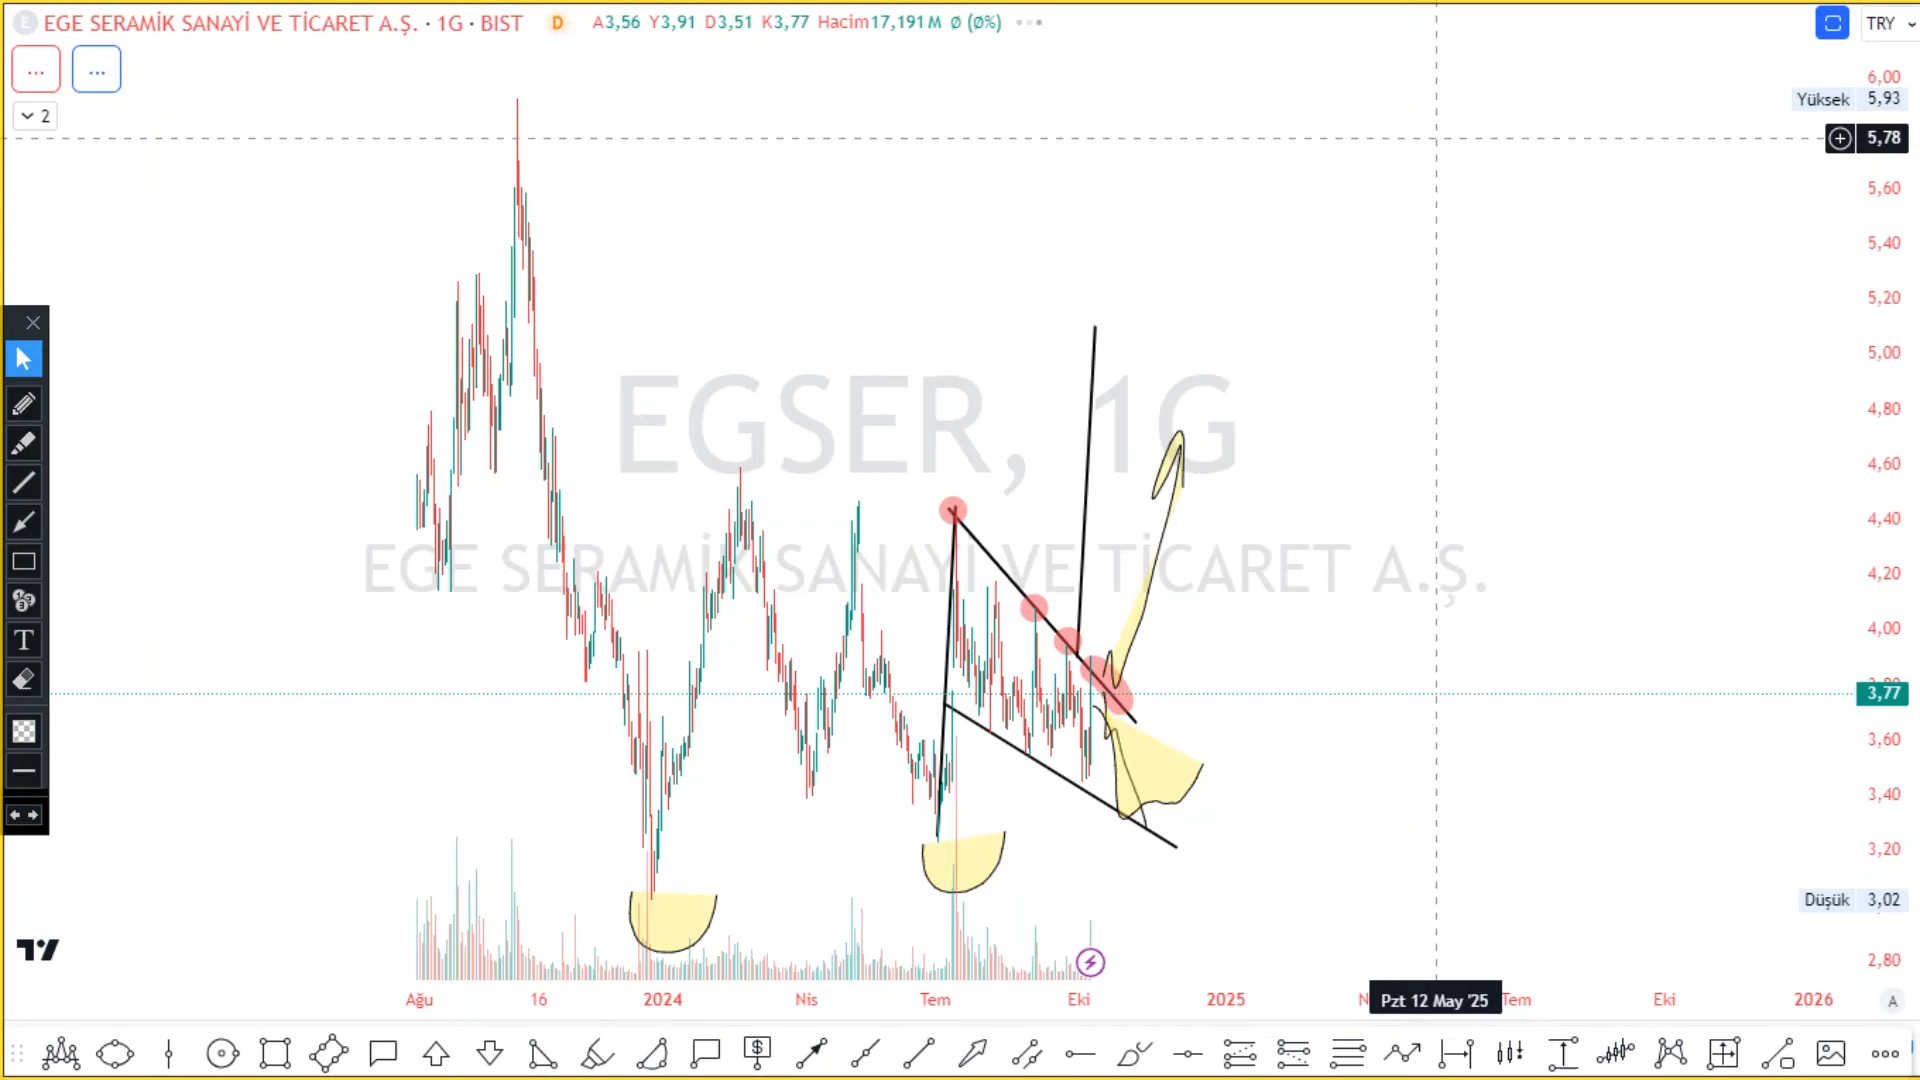 EGE SERAMİK SANAYİ VE TİCARET A.Ş. · 1G · BIST D A3,56 Y3,91 D3,51 K3,77 Hacim17,191 M ∅ (∅%)
TRY
2
6,00
Yüksek 5,93
5,78
5,60
5,40
5,20
5,00
4,80
4,60
4,40
4,20
4,00
3,77
3,60
3,40
3,20
Düşük 3,02
2,80
EGSER, 1G
EGE SERAMİK SANAYİ VE TİCARET A.Ş.
Ağu 16 2024 Nis Tem Eki 2025 Pzt 12 May '25 Tem Eki 2026 A